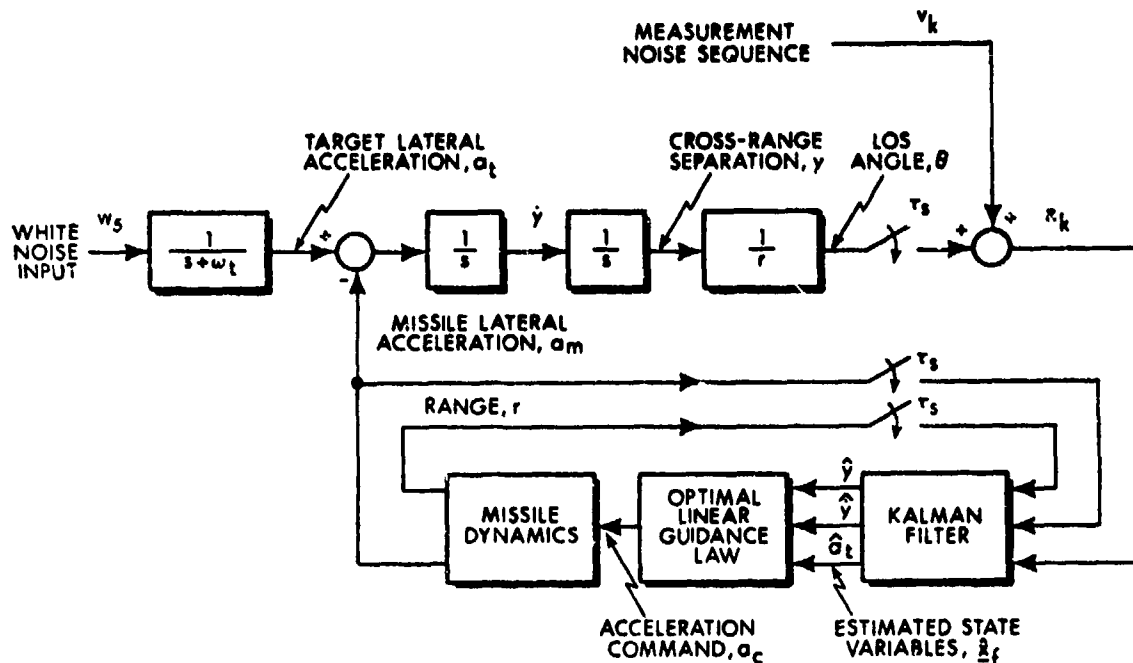 MEASUREMENT
NOISE SEQUENCE
v_k
TARGET LATERAL
ACCELERATION, a_t
CROSS-RANGE
SEPARATION, y
LOS
ANGLE, θ
WHITE
NOISE
INPUT
w_5
1
s+ω_t
+
-
1
s
ẏ
1
s
1
r
τ_s
+
+
z_k
MISSILE LATERAL
ACCELERATION, a_m
τ_s
RANGE, r
τ_s
MISSILE
DYNAMICS
OPTIMAL
LINEAR
GUIDANCE
LAW
ŷ
ŷ
â_t
KALMAN
FILTER
ACCELERATION
COMMAND, a_c
ESTIMATED STATE
VARIABLES, x̂_f